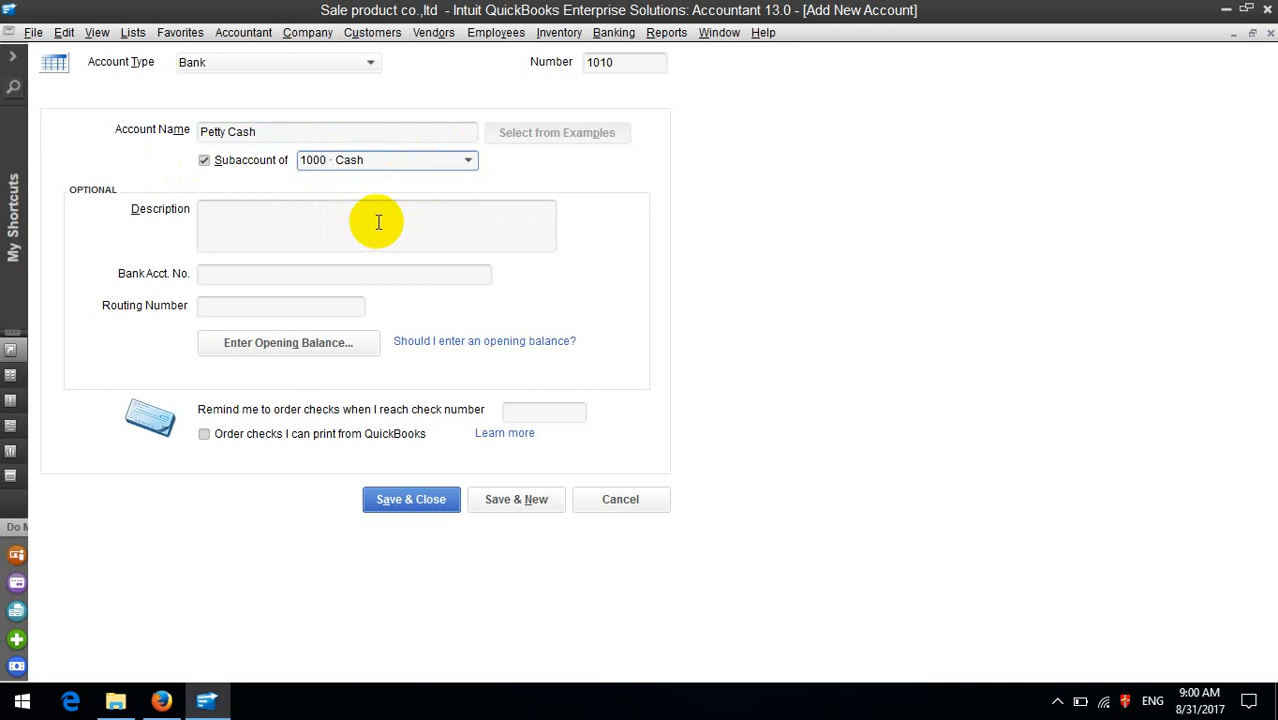 Sale product co.,ltd - Intuit QuickBooks Enterprise Solutions: Accountant 13.0 - [Add New Account]
File Edit View Lists Favorites Accountant Company Customers Vendors Employees Inventory Banking Reports Window Help
Account Type Bank Number 1010
Account Name Petty Cash Select from Examples
Subaccount of 1000 · Cash
OPTIONAL
Description
Bank Acct. No.
Routing Number
Enter Opening Balance... Should I enter an opening balance?
Remind me to order checks when I reach check number
Order checks I can print from QuickBooks Learn more
Save & Close Save & New Cancel
My Shortcuts
Do M
ENG
9:00 AM
8/31/2017